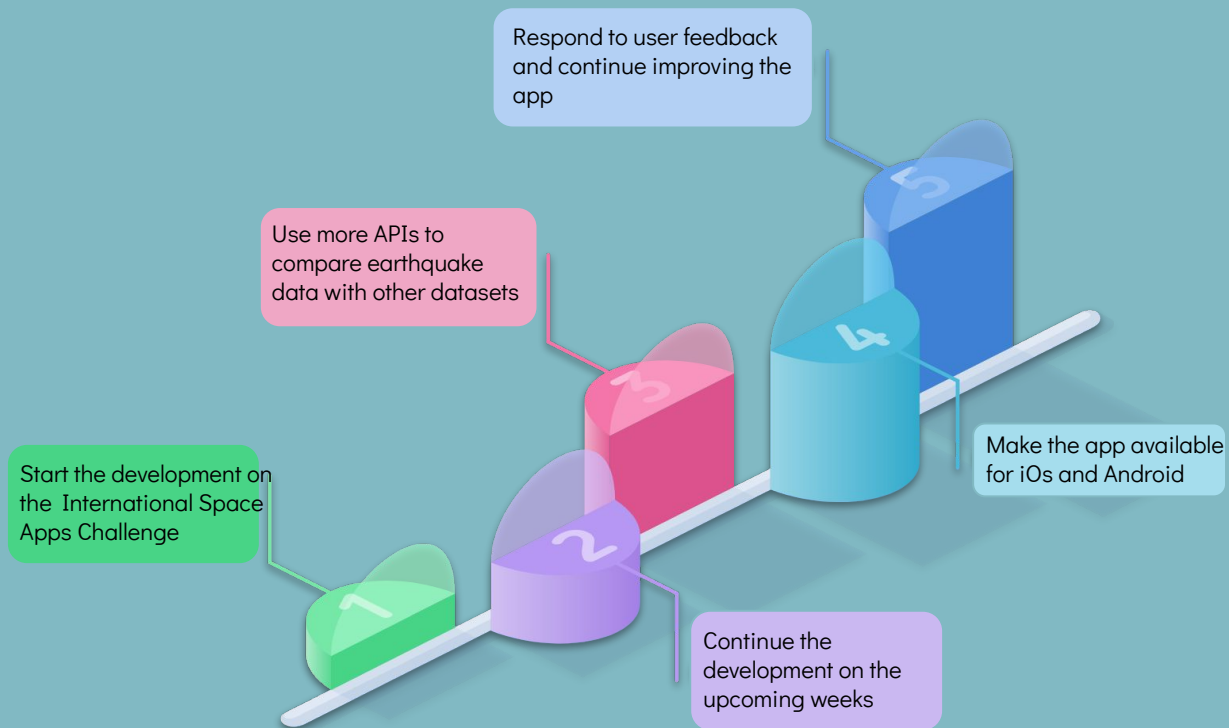 Respond to user feedback
and continue improving the
app
5
Use more APIs to
compare earthquake
data with other datasets
3
4
Make the app available
for iOs and Android
Start the development on
the International Space
Apps Challenge
1
2
Continue the
development on the
upcoming weeks